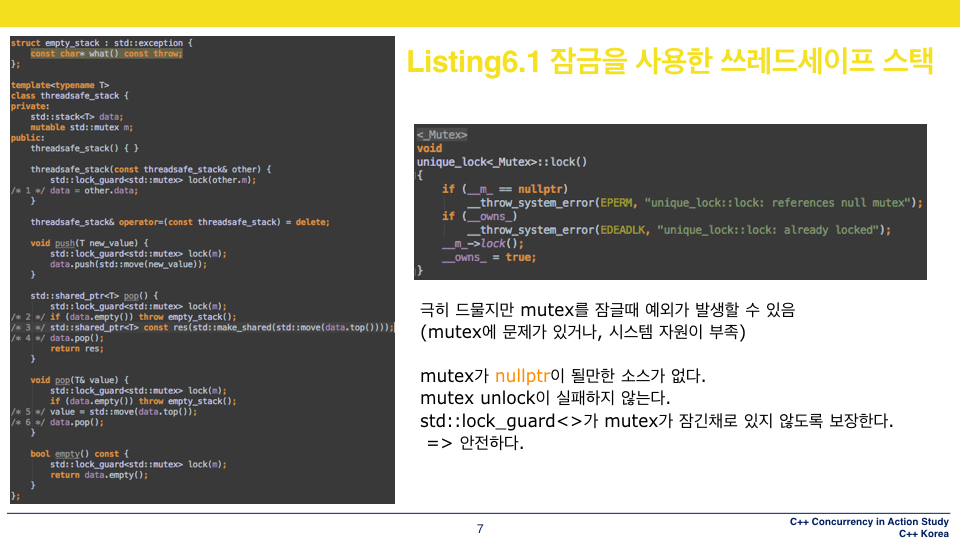 Listing6.1 잠금을 사용한 쓰레드세이프 스택
struct empty_stack : std::exception {
    const char* what() const throw;
};
template<typename T>
class threadsafe_stack {
private:
    std::stack<T> data;
    mutable std::mutex m;
public:
    threadsafe_stack() { }
    threadsafe_stack(const threadsafe_stack& other) {
        std::lock_guard<std::mutex> lock(other.m);
/* 1 */ data = other.data;
    }
    threadsafe_stack& operator=(const threadsafe_stack) = delete;
    void push(T new_value) {
        std::lock_guard<std::mutex> lock(m);
        data.push(std::move(new_value));
    }
    std::shared_ptr<T> pop() {
        std::lock_guard<std::mutex> lock(m);
/* 2 */ if (data.empty()) throw empty_stack();
/* 3 */ std::shared_ptr<T> const res(std::make_shared(std::move(data.top())));
/* 4 */ data.pop();
        return res;
    }
    void pop(T& value) {
        std::lock_guard<std::mutex> lock(m);
        if (data.empty()) throw empty_stack();
/* 5 */ value = std::move(data.top());
/* 6 */ data.pop();
    }
    bool empty() const {
        std::lock_guard<std::mutex> lock(m);
        return data.empty();
    }
};
<_Mutex>
void
unique_lock<_Mutex>::lock()
{
    if (__m_ == nullptr)
        __throw_system_error(EPERM, "unique_lock::lock: references null mutex");
    if (__owns_)
        __throw_system_error(EDEADLK, "unique_lock::lock: already locked");
    __m_->lock();
    __owns_ = true;
}
극히 드물지만 mutex를 잠글때 예외가 발생할 수 있음
(mutex에 문제가 있거나, 시스템 자원이 부족)
mutex가 nullptr이 될만한 소스가 없다.
mutex unlock이 실패하지 않는다.
std::lock_guard<>가 mutex가 잠긴채로 있지 않도록 보장한다.
=> 안전하다.
7
C++ Concurrency in Action Study
C++ Korea